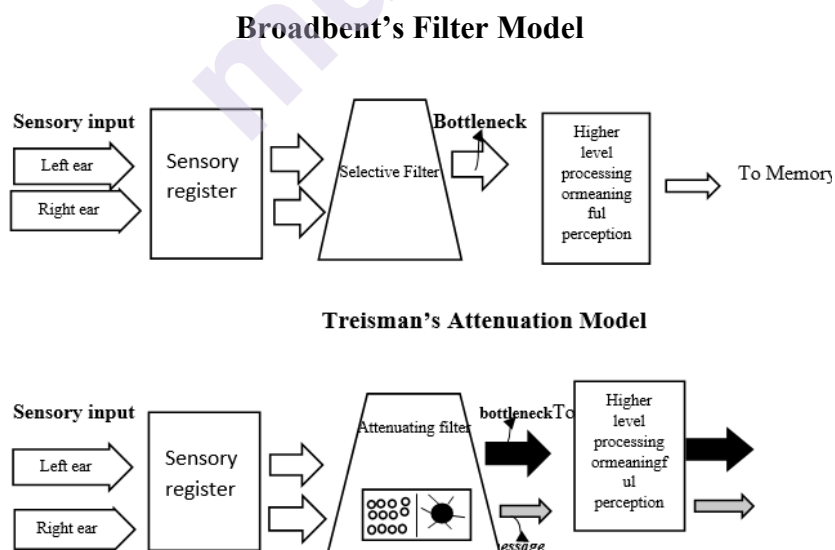 Broadbent's Filter Model
Sensory input
Left ear
Right ear
Sensory
register
Selective Filter
Bottleneck
Higher
level
processing
ormeaning
ful
perception
To Memory
Treisman's Attenuation Model
Sensory input
Left ear
Right ear
Sensory
register
Attenuating filter
bottleneckTo
Higher
level
processing
ormeaningf
ul
perception